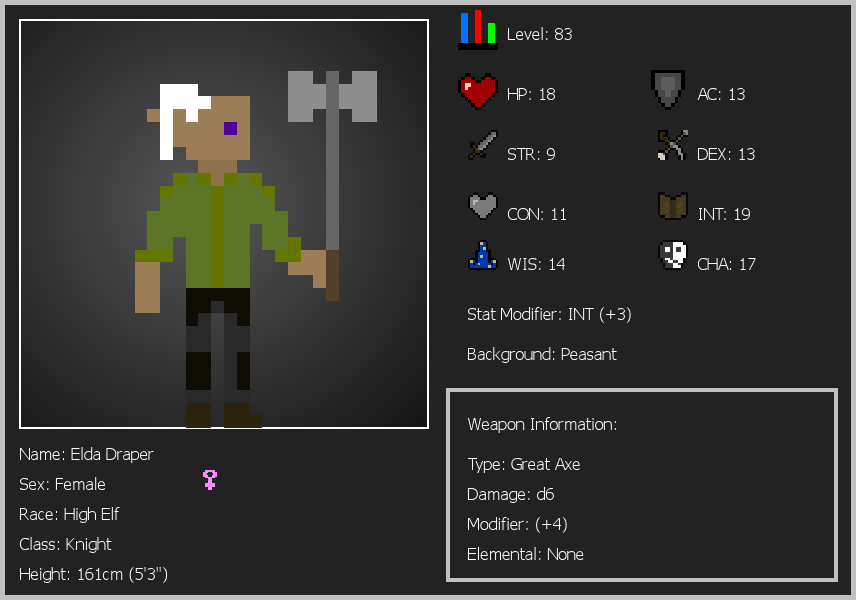 Level: 83
HP: 18
AC: 13
STR: 9
DEX: 13
CON: 11
INT: 19
WIS: 14
CHA: 17
Stat Modifier: INT (+3)
Background: Peasant
Weapon Information:
Type: Great Axe
Damage: d6
Modifier: (+4)
Elemental: None
Name: Elda Draper
Sex: Female
Race: High Elf
Class: Knight
Height: 161cm (5'3")